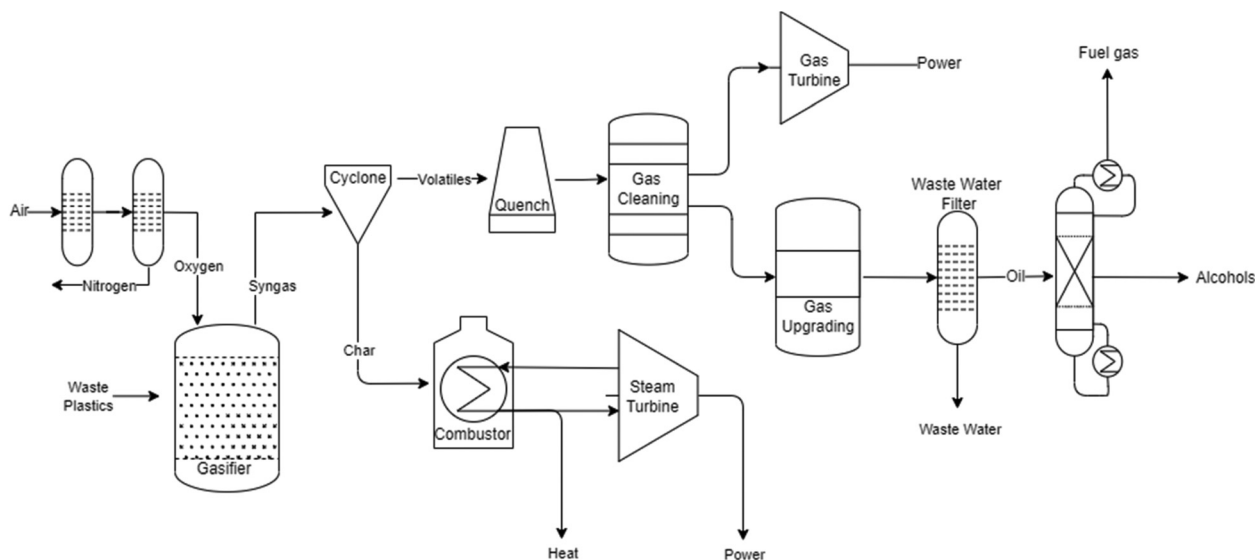 Air
Nitrogen
Oxygen
Waste
Plastics
Gasifier
Syngas
Cyclone
Volatiles
Char
Quench
Gas
Cleaning
Gas
Turbine
Power
Combustor
Steam
Turbine
Heat
Power
Gas
Upgrading
Waste Water
Filter
Waste Water
Oil
Fuel gas
Alcohols